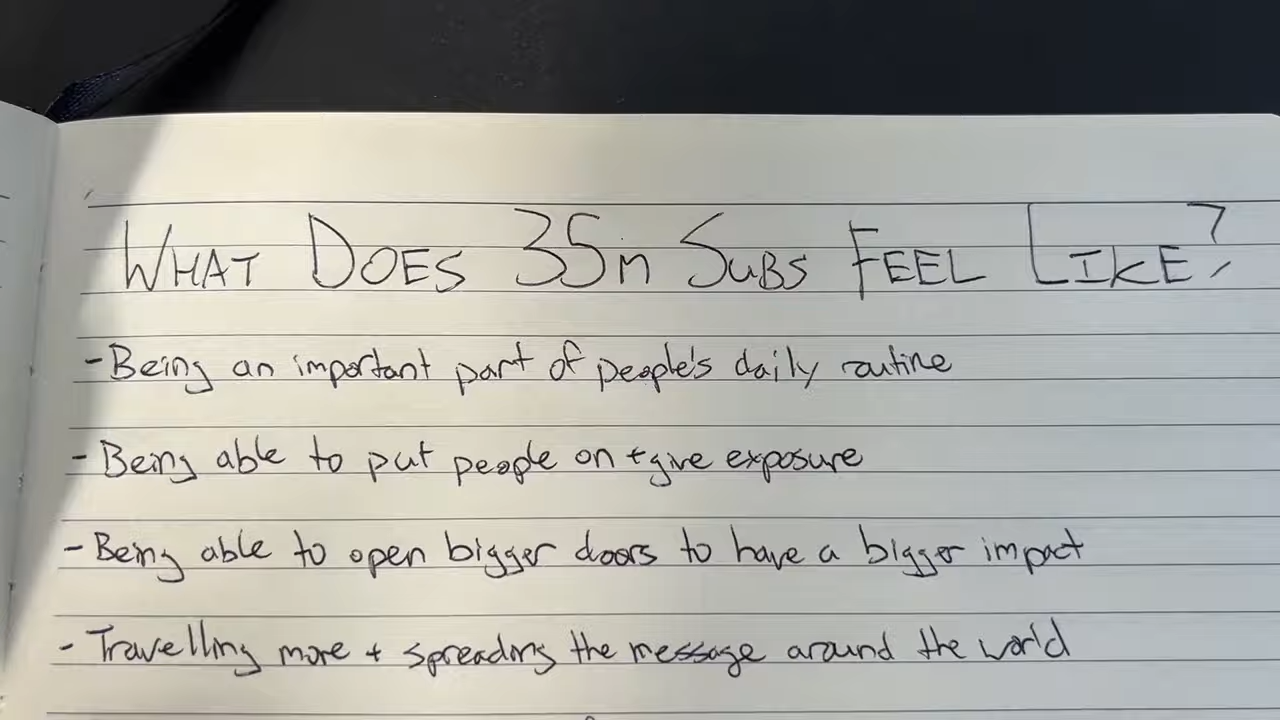 WHAT DOES 35m SUBS FEEL LIKE?
- Being an important part of people's daily routine
- Being able to put people on + give exposure
- Being able to open bigger doors to have a bigger impact
- Travelling more + spreading the message around the world